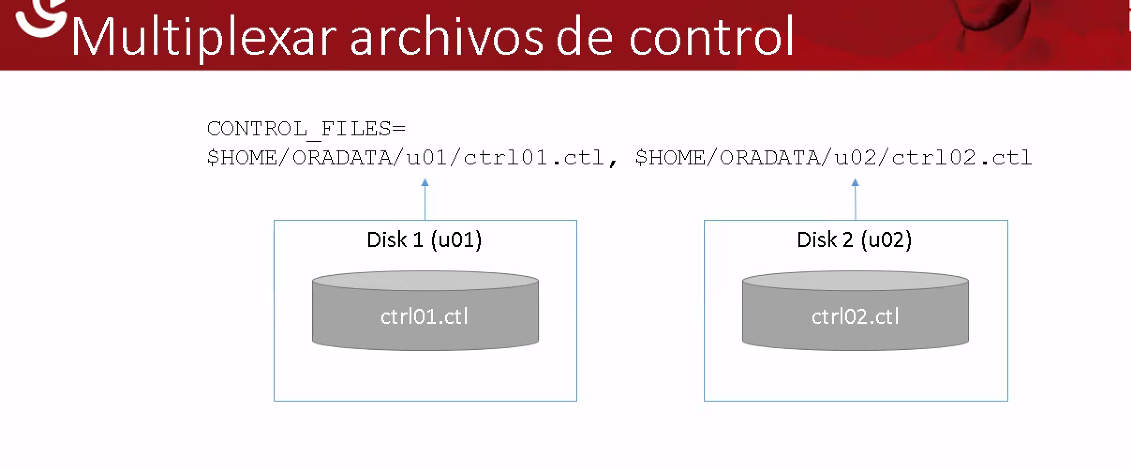 Multiplexar archivos de control
CONTROL_FILES=
$HOME/ORADATA/u01/ctrl01.ctl, $HOME/ORADATA/u02/ctrl02.ctl
Disk 1 (u01)
Disk 2 (u02)
ctrl01.ctl
ctrl02.ctl